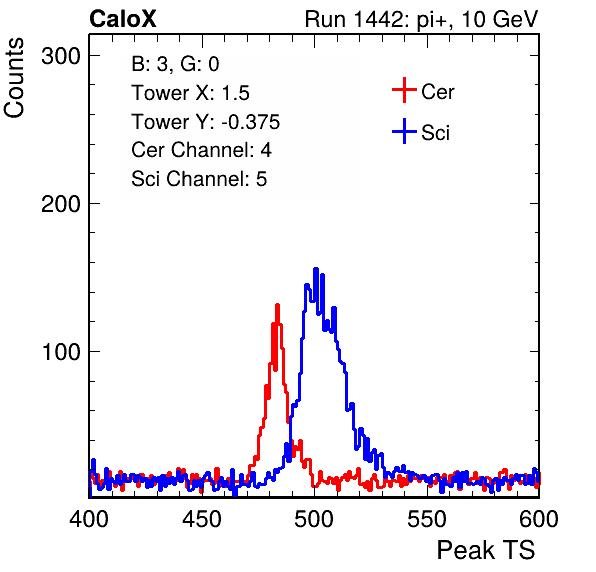 CaloX Run 1442: pi+, 10 GeV
Counts
300
200
100
B: 3, G: 0
Tower X: 1.5
Tower Y: -0.375
Cer Channel: 4
Sci Channel: 5
Cer
Sci
400 450 500 550 600
Peak TS